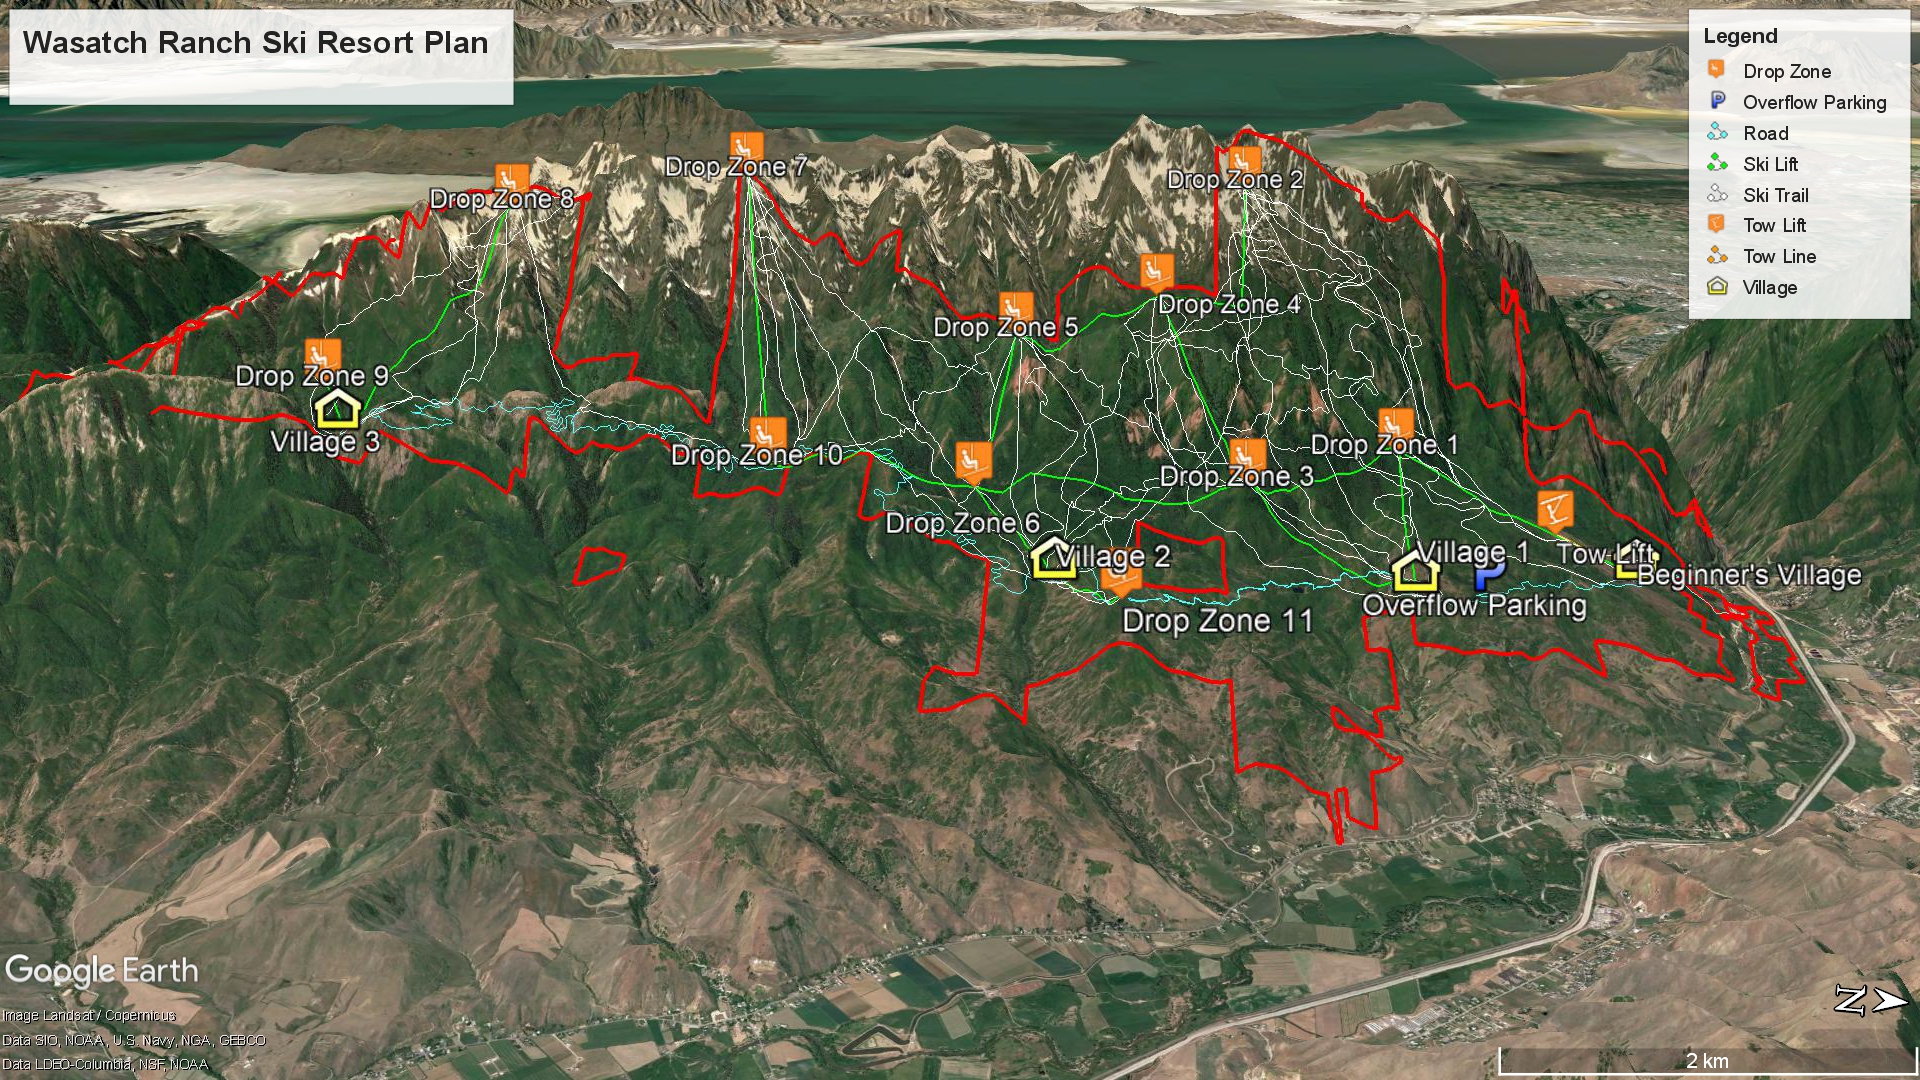 Wasatch Ranch Ski Resort Plan
Legend
Drop Zone
Overflow Parking
Road
Ski Lift
Ski Trail
Tow Lift
Tow Line
Village
Drop Zone 7
Drop Zone 2
Drop Zone 8
Drop Zone 4
Drop Zone 5
Drop Zone 9
Village 3
Drop Zone 10
Drop Zone 1
Drop Zone 3
Drop Zone 6
Village 2
Village 1
Tow Lift
Beginner's Village
Overflow Parking
Drop Zone 11
Google Earth
Image Landsat / Copernicus
Data SIO, NOAA, U.S. Navy, NGA, GEBCO
Data LDEO-Columbia, NSF, NOAA
N
2 km